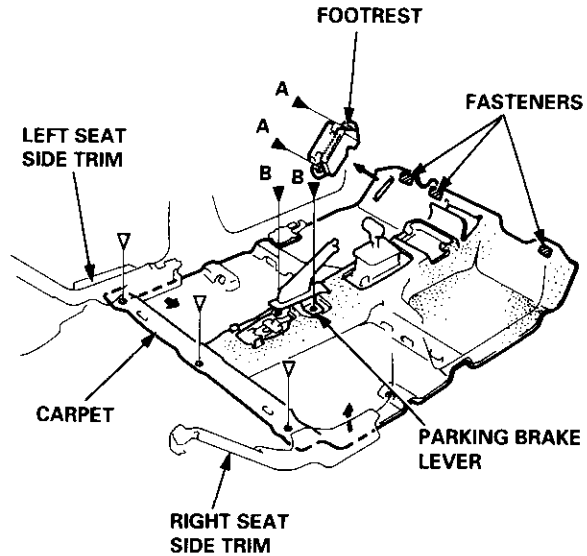 FOOTREST
A
FASTENERS
A
LEFT SEAT
SIDE TRIM
B
B
CARPET
PARKING BRAKE
LEVER
RIGHT SEAT
SIDE TRIM